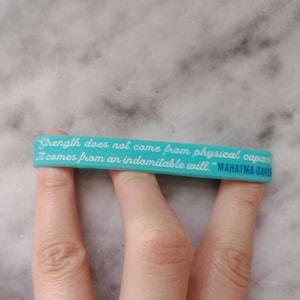 "Strength does not come from physical
It comes from an indomitable will." -MAHATMA